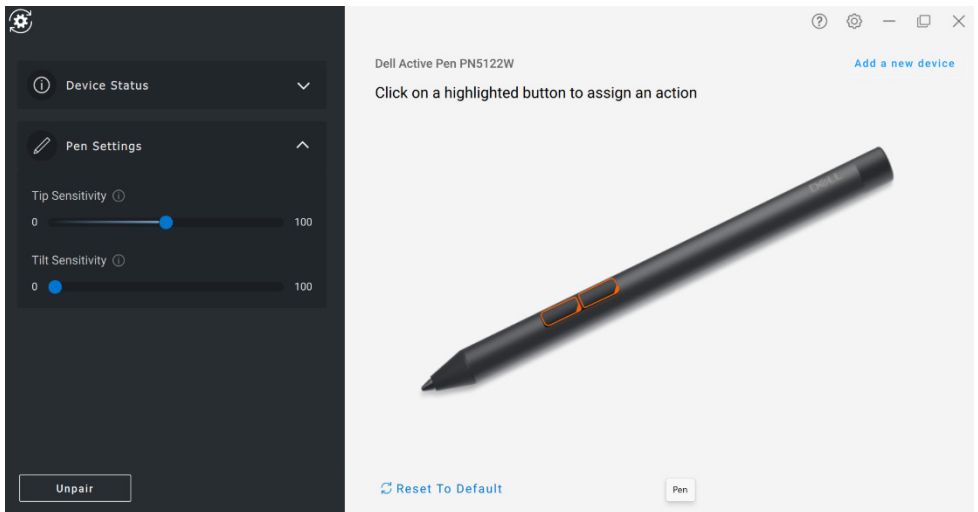 Device Status
Pen Settings
Tip Sensitivity
0 100
Tilt Sensitivity
0 100
Unpair
Dell Active Pen PN5122W
Add a new device
Click on a highlighted button to assign an action
DELL
Reset To Default
Pen